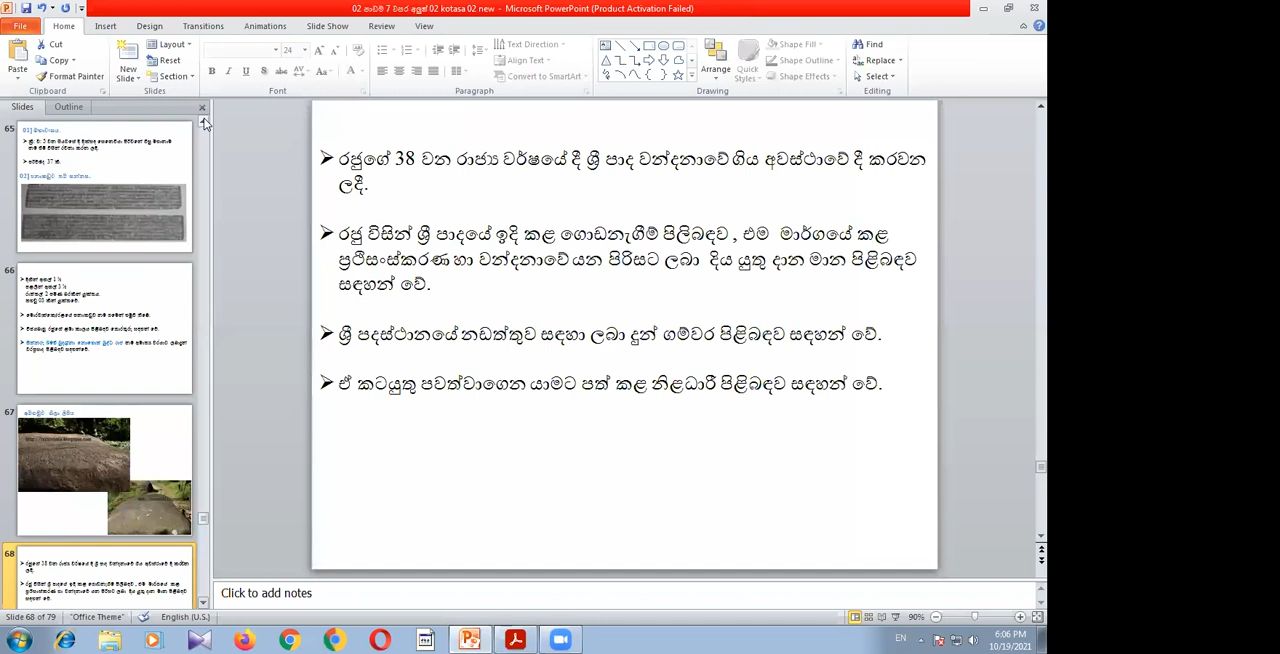 02 පාඩම 7 වසර අලුත් 02 kotasa 02 new - Microsoft PowerPoint (Product Activation Failed)
File Home Insert Design Transitions Animations Slide Show Review View
Paste
Cut
Copy
Format Painter
Clipboard
New Slide
Layout
Reset
Section
Slides
24
Font
Text Direction
Align Text
Convert to SmartArt
Paragraph
Arrange
Quick Styles
Shape Fill
Shape Outline
Shape Effects
Drawing
Find
Replace
Select
Editing
Slides Outline
65
66
67
68
රජුගේ 38 වන රාජ්‍ය වර්ෂයේ දී ශ්‍රී පාද වන්දනාවේ ගිය අවස්ථාවේ දී කරවන
ලදී.
රජු විසින් ශ්‍රී පාදයේ ඉදි කළ ගොඩනැගීම් පිලිබඳව , එම මාර්ගයේ කළ
ප්‍රථිසංස්කරණ හා වන්දනාවේ යන පිරිසට ලබා දිය යුතු දාන මාන පිළිබඳව
සඳහන් වේ.
ශ්‍රී පදස්ථානයේ නඩත්තුව සඳහා ලබා දුන් ගම්වර පිළිබඳව සඳහන් වේ.
ඒ කටයුතු පවත්වාගෙන යාමට පත් කළ නිළධාරී පිළිබඳව සඳහන් වේ.
Click to add notes
Slide 68 of 79 "Office Theme" English (U.S.) 90%
EN 6:06 PM
10/19/2021